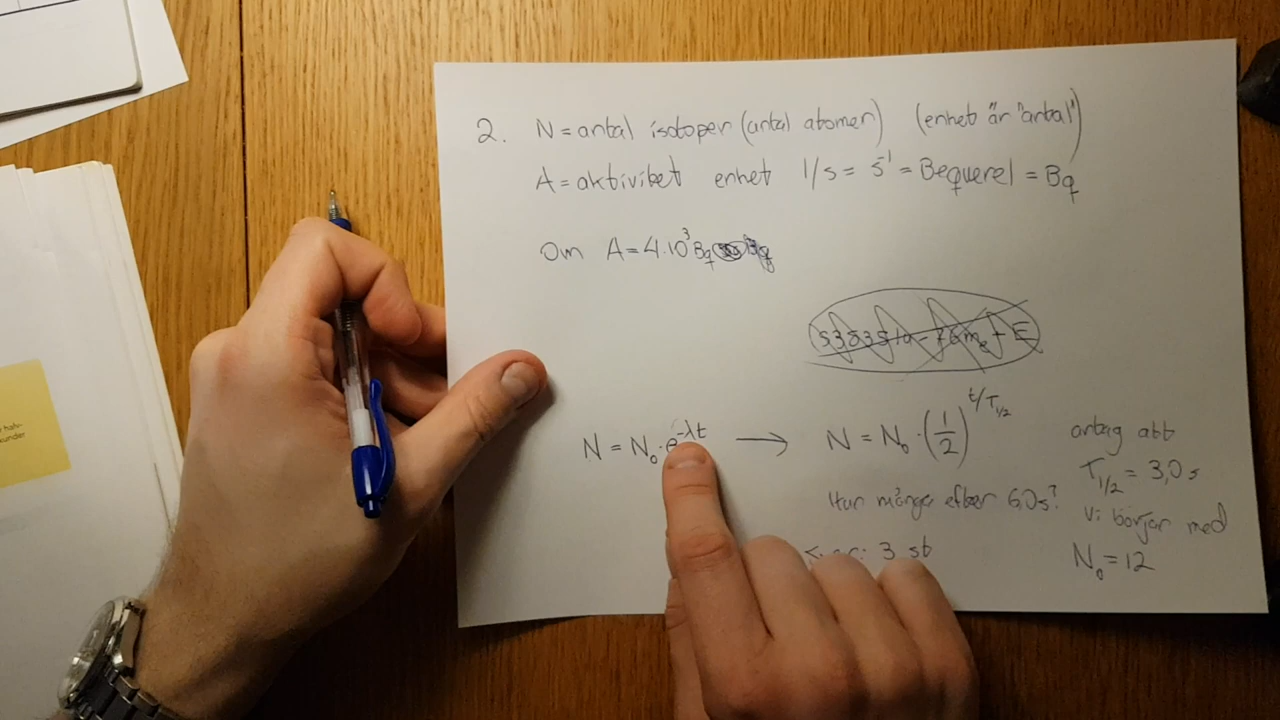 2. N = antal isotoper (antal atomer) (enhet är "antal")
A = aktivitet enhet 1/s = s⁻¹ = Bequerel = Bq
Om A = 4·10³ Bq
N = N₀·e^-λt → N = N₀·(1/2)^t/T₁/₂
antag att
T₁/₂ = 3,0 s
Hur många efter 6,0s?
Vi börjar med
3 st
N₀ = 12
kunder